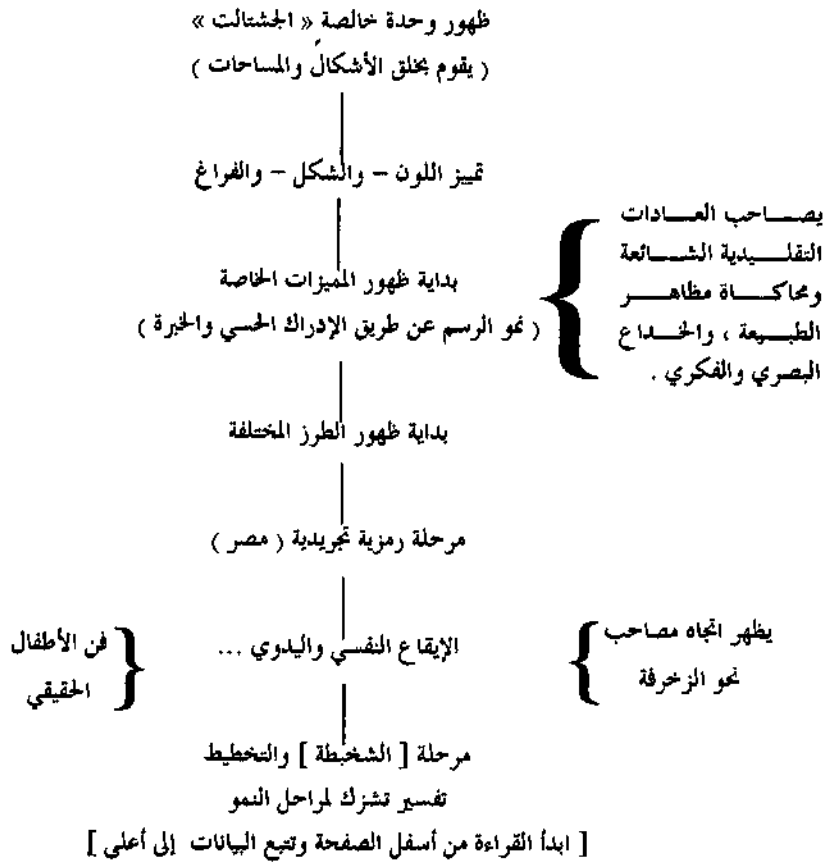 ظهور وحدة خالصة « الجشتالت »
( يقوم بخلق الأشكال والمساحات )
تمييز اللون – والشكل – والفراغ
بداية ظهور المميزات الخاصة
( نمو الرسم عن طريق الإدراك الحسي والخبرة )
يصاحب العادات
التقليدية الشائعة
ومحاكاة مظاهر
الطبيعة ، والخداع
البصري والفكري .
بداية ظهور الطرز المختلفة
مرحلة رمزية تجريدية ( مصر )
يظهر اتجاه مصاحب
نحو الزخرفة
الإيقاع النفسي واليدوي ...
فن الأطفال
الحقيقي
مرحلة [ الشخبطة ] والتخطيط
تفسير تشزك لمراحل النمو
[ ابدأ القراءة من أسفل الصفحة وتتبع البيانات إلى أعلى ]